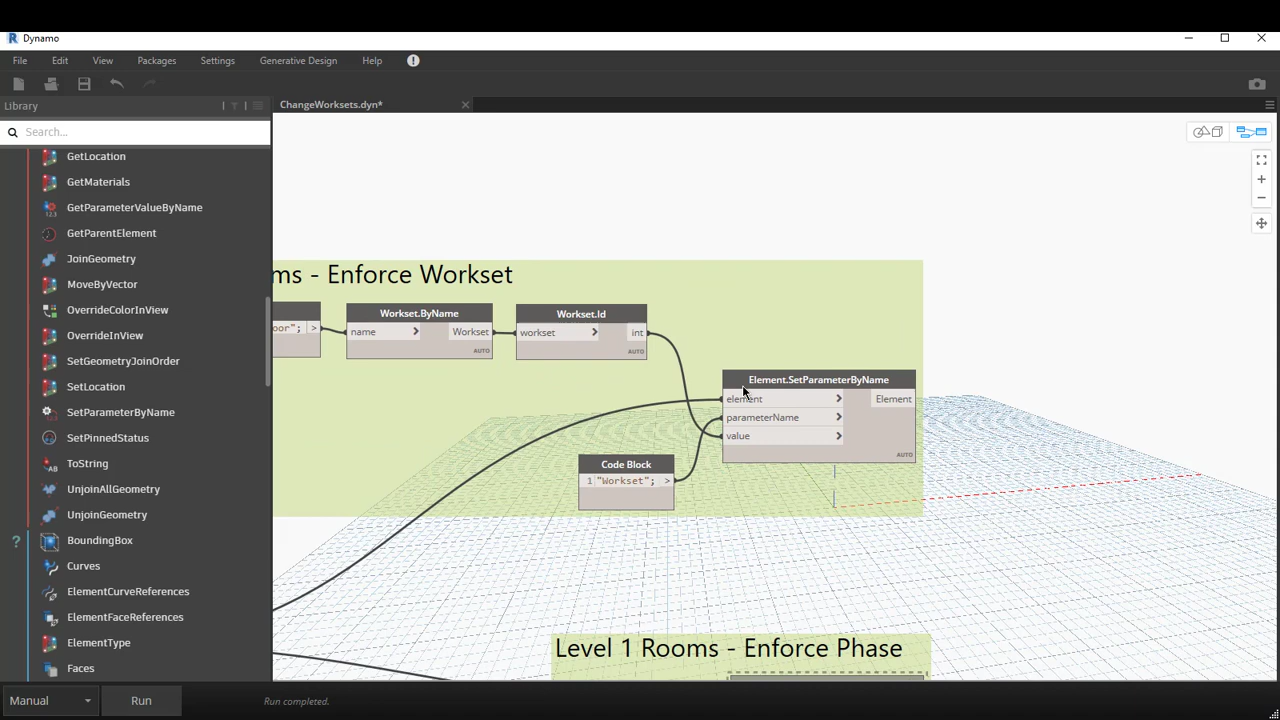 Dynamo
File Edit View Packages Settings Generative Design Help
Library
ChangeWorksets.dyn*
Search...
GetLocation
GetMaterials
GetParameterValueByName
GetParentElement
JoinGeometry
MoveByVector
OverrideColorInView
OverrideInView
SetGeometryJoinOrder
SetLocation
SetParameterByName
SetPinnedStatus
ToString
UnjoinAllGeometry
UnjoinGeometry
BoundingBox
Curves
ElementCurveReferences
ElementFaceReferences
ElementType
Faces
ms - Enforce Workset
oor"; >
Workset.ByName
name > Workset
AUTO
Workset.Id
workset > int
AUTO
Element.SetParameterByName
element > Element
parameterName >
value >
AUTO
Code Block
1 "Workset"; >
Level 1 Rooms - Enforce Phase
Manual Run Run completed.